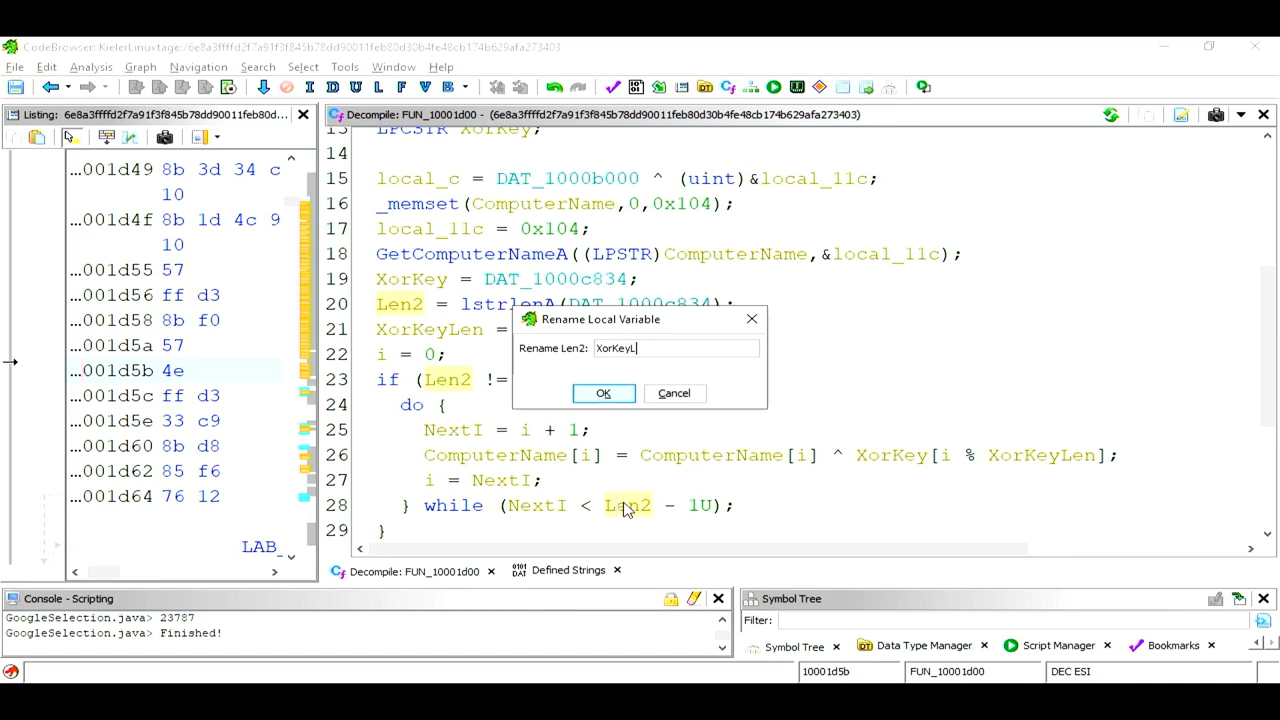 CodeBrowser: KielerLinuxtage:/6e8a3ffffd2f7a91f3f845b78dd90011feb80d30b4fe48cb174b629afa273403
File Edit Analysis Graph Navigation Search Select Tools Window Help
I D U L F V B
Listing: 6e8a3ffffd2f7a91f3f845b78dd90011feb80d...
...001d49 8b 3d 34 c
10
...001d4f 8b 1d 4c 9
10
...001d55 57
...001d56 ff d3
...001d58 8b f0
...001d5a 57
...001d5b 4e
...001d5c ff d3
...001d5e 33 c9
...001d60 8b d8
...001d62 85 f6
...001d64 76 12
LAB_
Decompile: FUN_10001d00 - (6e8a3ffffd2f7a91f3f845b78dd90011feb80d30b4fe48cb174b629afa273403)
13 LPCSTR XorKey;
14
15 local_c = DAT_1000b000 ^ (uint)&local_11c;
16 _memset(ComputerName,0,0x104);
17 local_11c = 0x104;
18 GetComputerNameA((LPSTR)ComputerName,&local_11c);
19 XorKey = DAT_1000c834;
20 Len2 = lstrlenA(DAT_1000c834);
21 XorKeyLen =
22 i = 0;
23 if (Len2 !=
24 do {
25 NextI = i + 1;
26 ComputerName[i] = ComputerName[i] ^ XorKey[i % XorKeyLen];
27 i = NextI;
28 } while (NextI < Len2 - 1U);
29 }
Rename Local Variable
Rename Len2: XorKeyL
OK Cancel
Decompile: FUN_10001d00 Defined Strings
Console - Scripting
GoogleSelection.java> 23787
GoogleSelection.java> Finished!
Symbol Tree
Filter:
Symbol Tree Data Type Manager Script Manager Bookmarks
10001d5b FUN_10001d00 DEC ESI